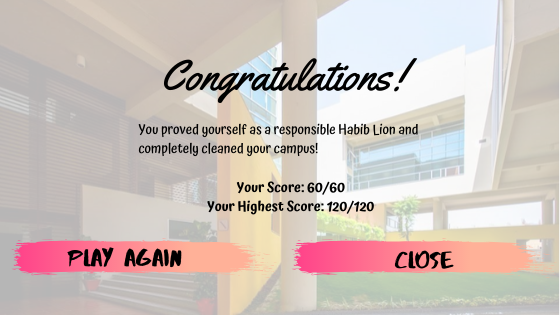 Congratulations!
You proved yourself as a responsible Habib Lion and
completely cleaned your campus!
Your Score: 60/60
Your Highest Score: 120/120
PLAY AGAIN
CLOSE